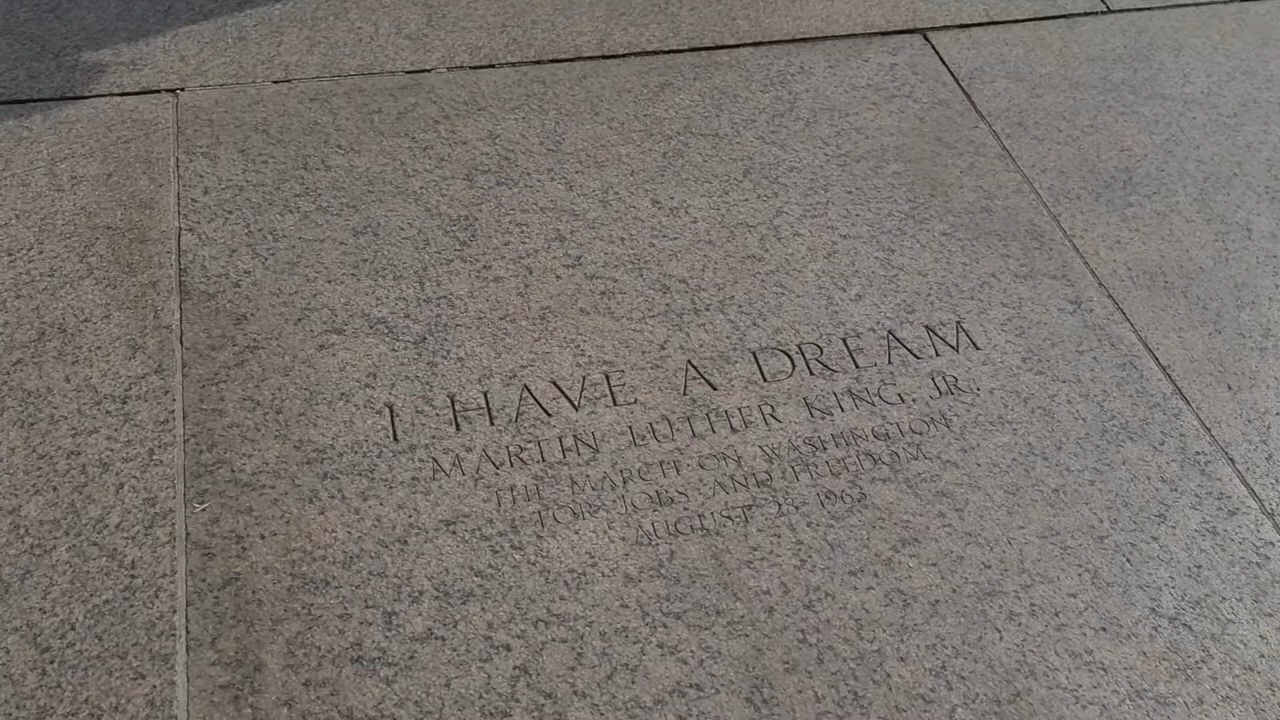 I HAVE A DREAM
MARTIN LUTHER KING, JR.
THE MARCH ON WASHINGTON
FOR JOBS AND FREEDOM
AUGUST 28, 1963